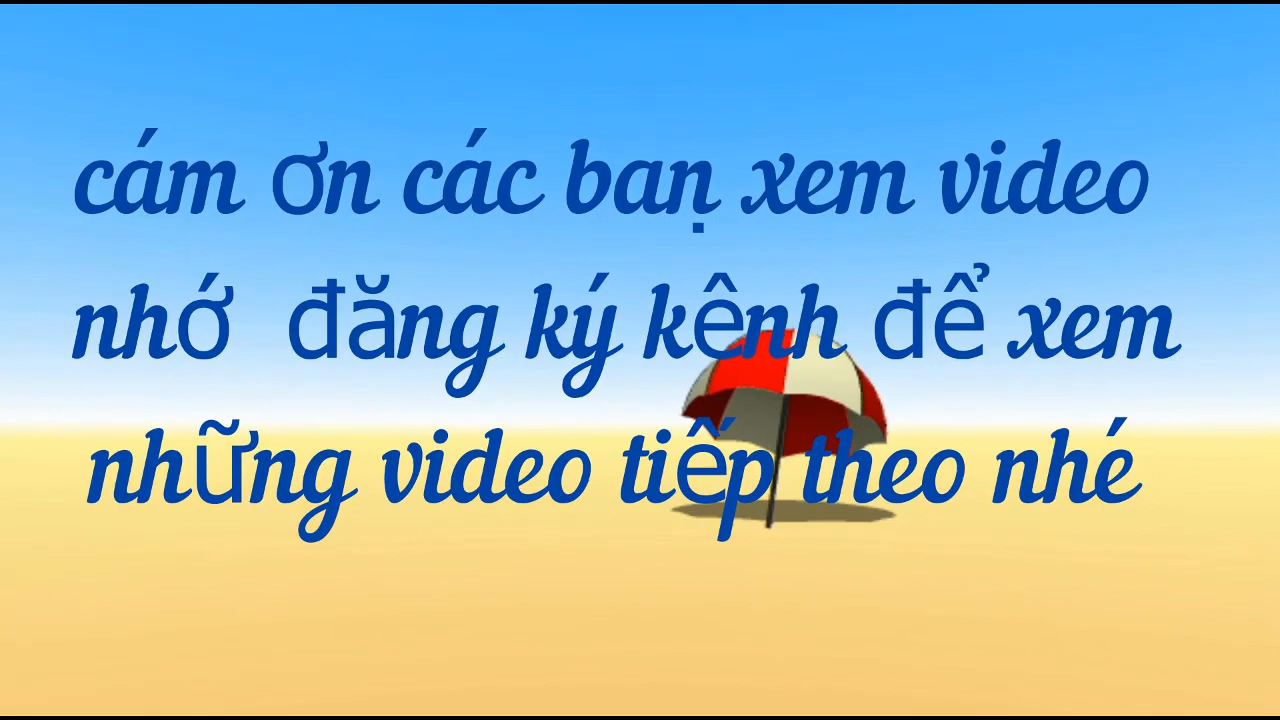 cám ơn các bạn xem video
nhớ đăng ký kênh để xem
những video tiếp theo nhé